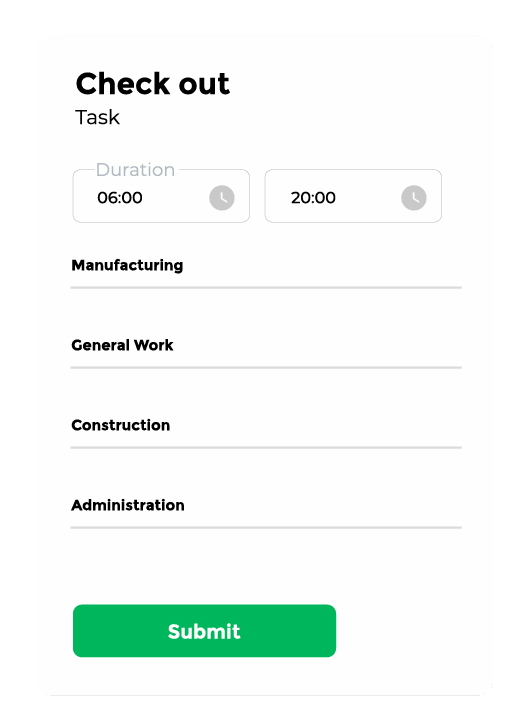 Check out
Task
Duration
06:00 20:00
Manufacturing
General Work
Construction
Administration
Submit